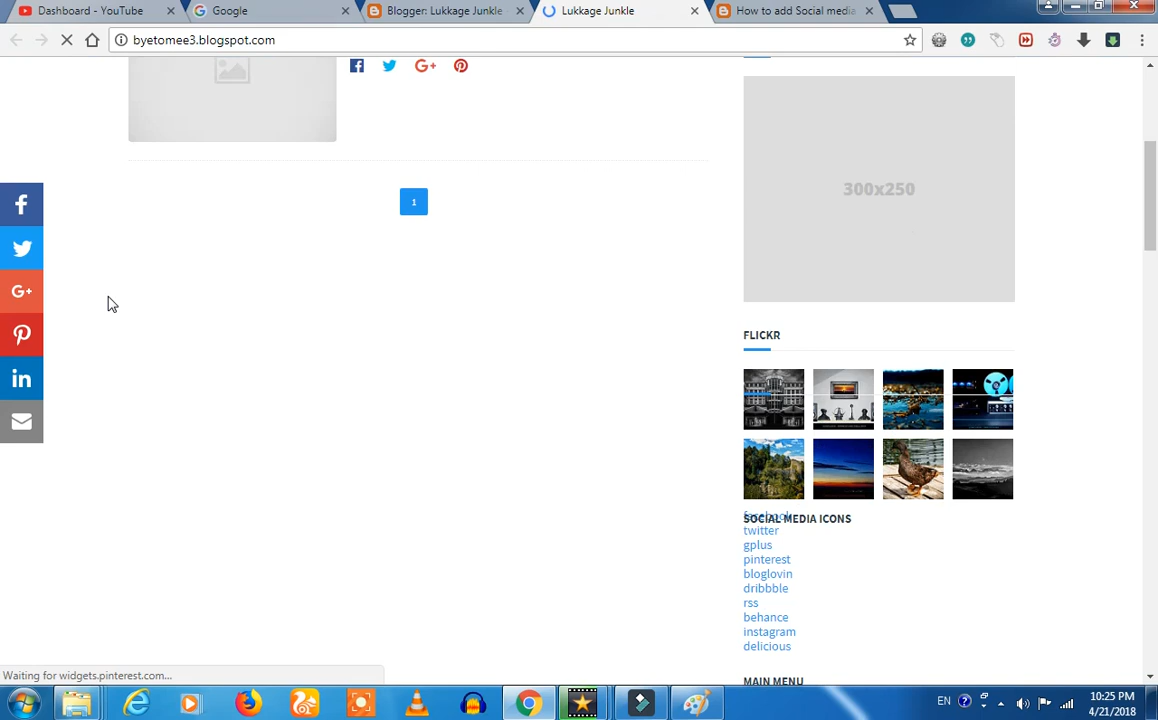 Dashboard - YouTube
Google
Blogger: Lukkage Junkle
Lukkage Junkle
How to add Social media
byetomee3.blogspot.com
G+
1
300x250
G+
in
FLICKR
facebook
SOCIAL MEDIA ICONS
twitter
gplus
pinterest
bloglovin
dribbble
rss
behance
instagram
delicious
MAIN MENU
Waiting for widgets.pinterest.com...
EN
10:25 PM
4/21/2018